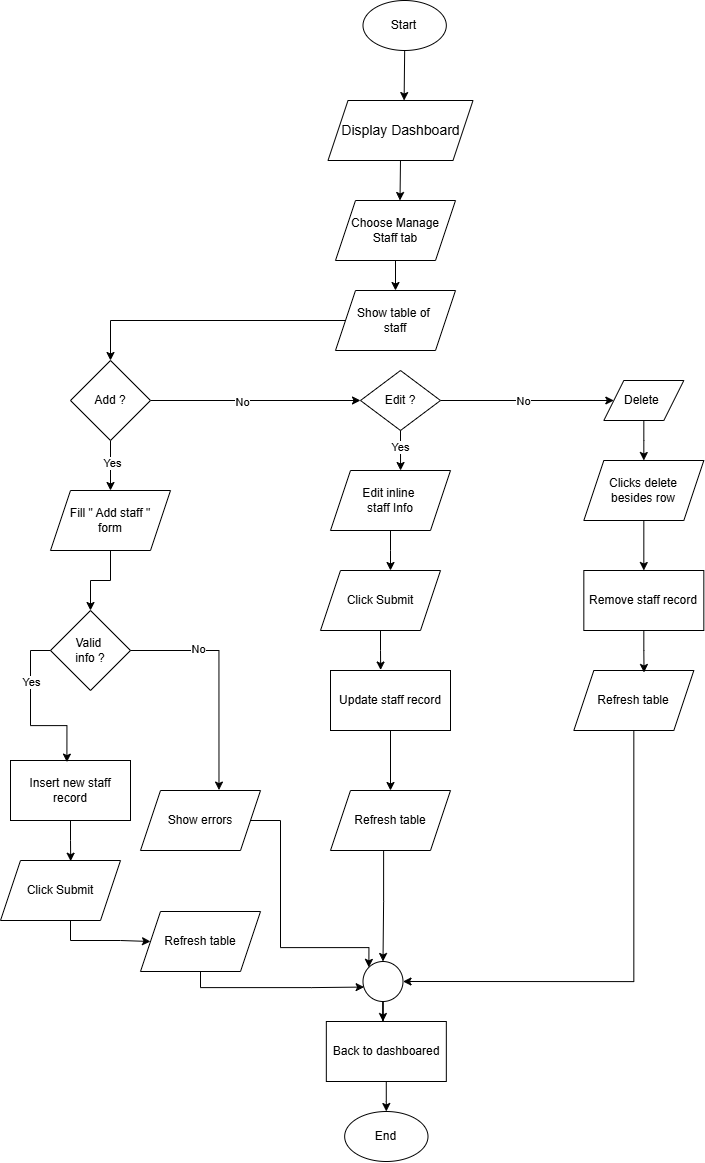 Start
Display Dashboard
Choose Manage
Staff tab
Show table of
staff
Add ?
No
Edit ?
No
Delete
Yes
Yes
Fill " Add staff "
form
Edit inline
staff Info
Clicks delete
besides row
Valid
info ?
No
Yes
Click Submit
Remove staff record
Update staff record
Refresh table
Insert new staff
record
Show errors
Refresh table
Click Submit
Refresh table
Back to dashboared
End